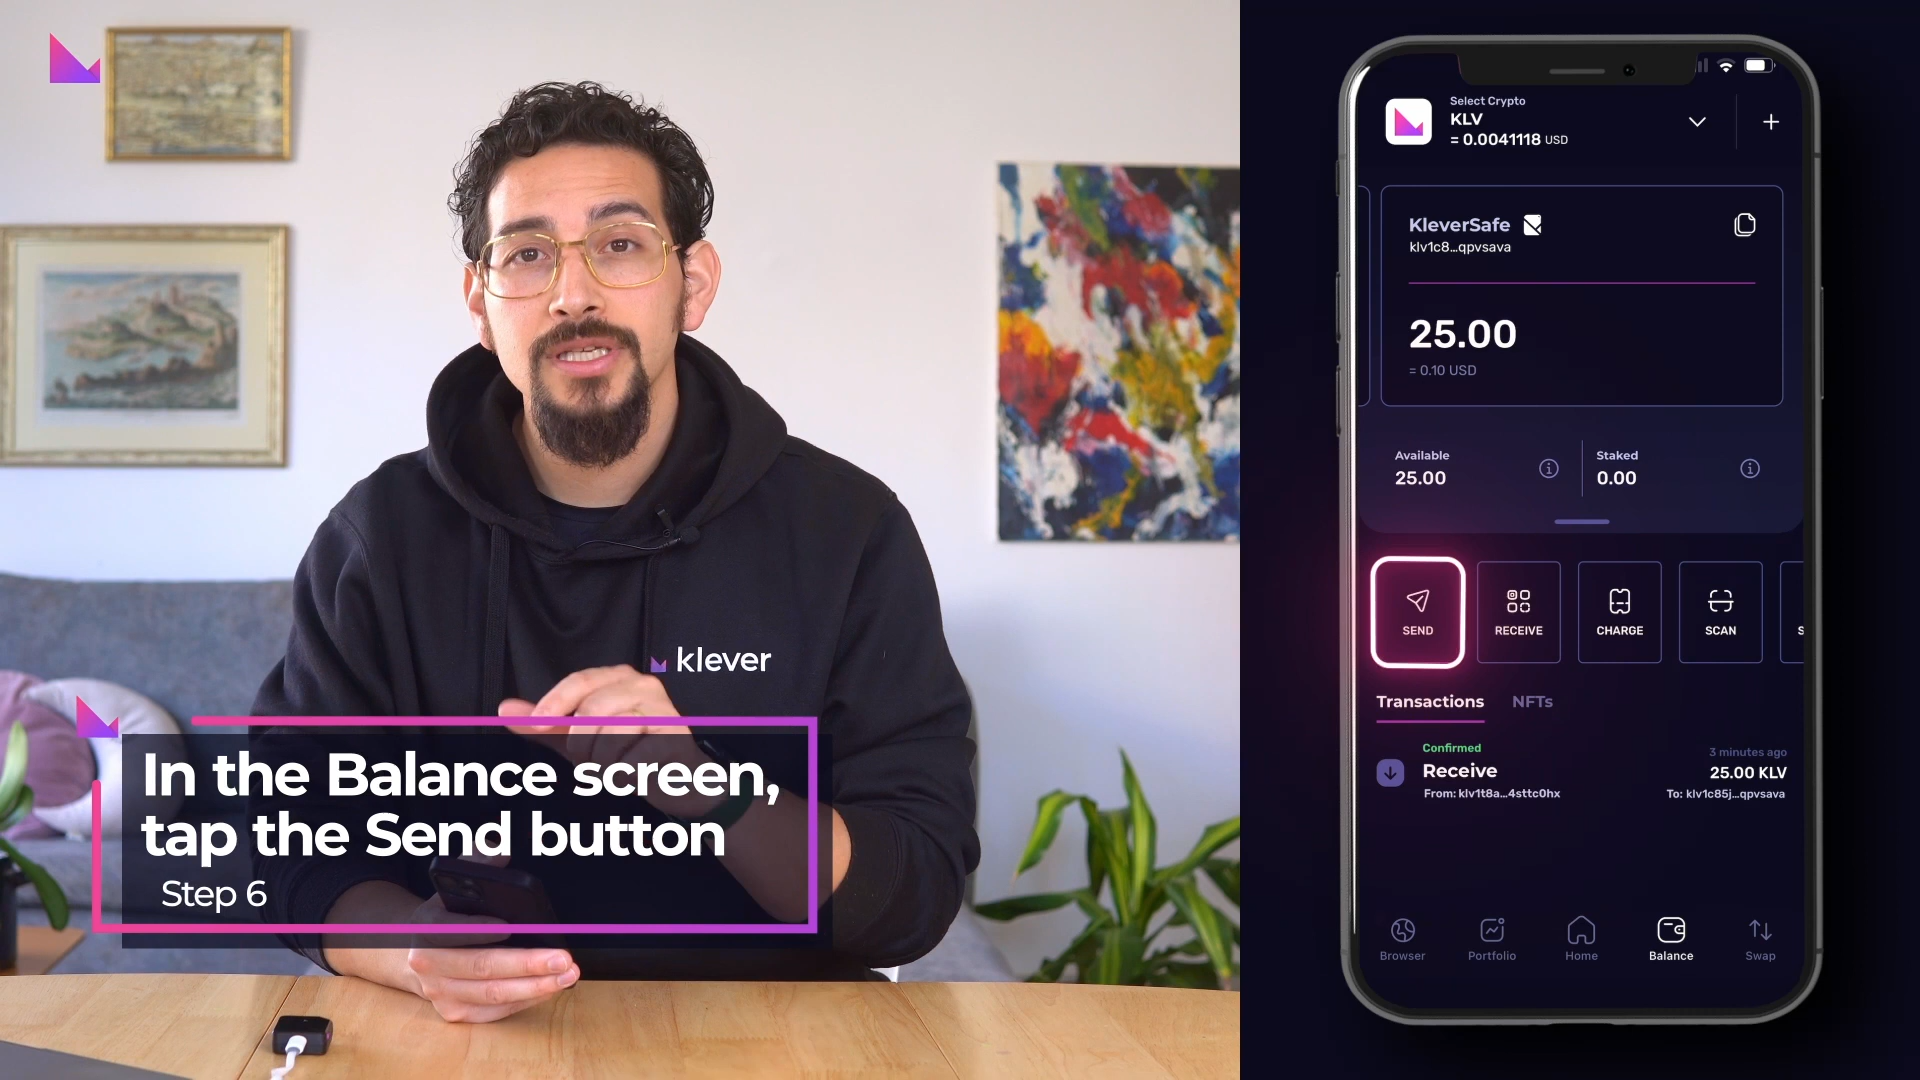 klever
In the Balance screen,
tap the Send button
Step 6
Select Crypto
KLV
= 0.0041118 USD
KleverSafe
klv1c8...qpvsava
25.00
= 0.10 USD
Available
25.00
Staked
0.00
SEND
RECEIVE
CHARGE
SCAN
S
Transactions
NFTs
Confirmed
3 minutes ago
Receive
25.00 KLV
From: klv1t8a...4sttc0hx
To: klv1c85j...qpvsava
Browser
Portfolio
Home
Balance
Swap